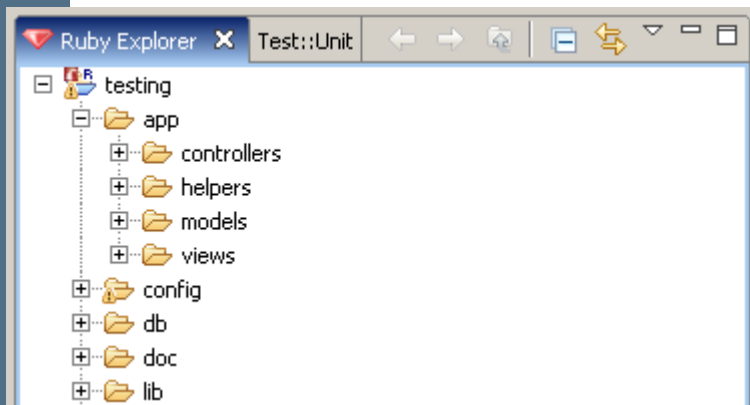 Ruby Explorer Test::Unit
testing
app
controllers
helpers
models
views
config
db
doc
lib